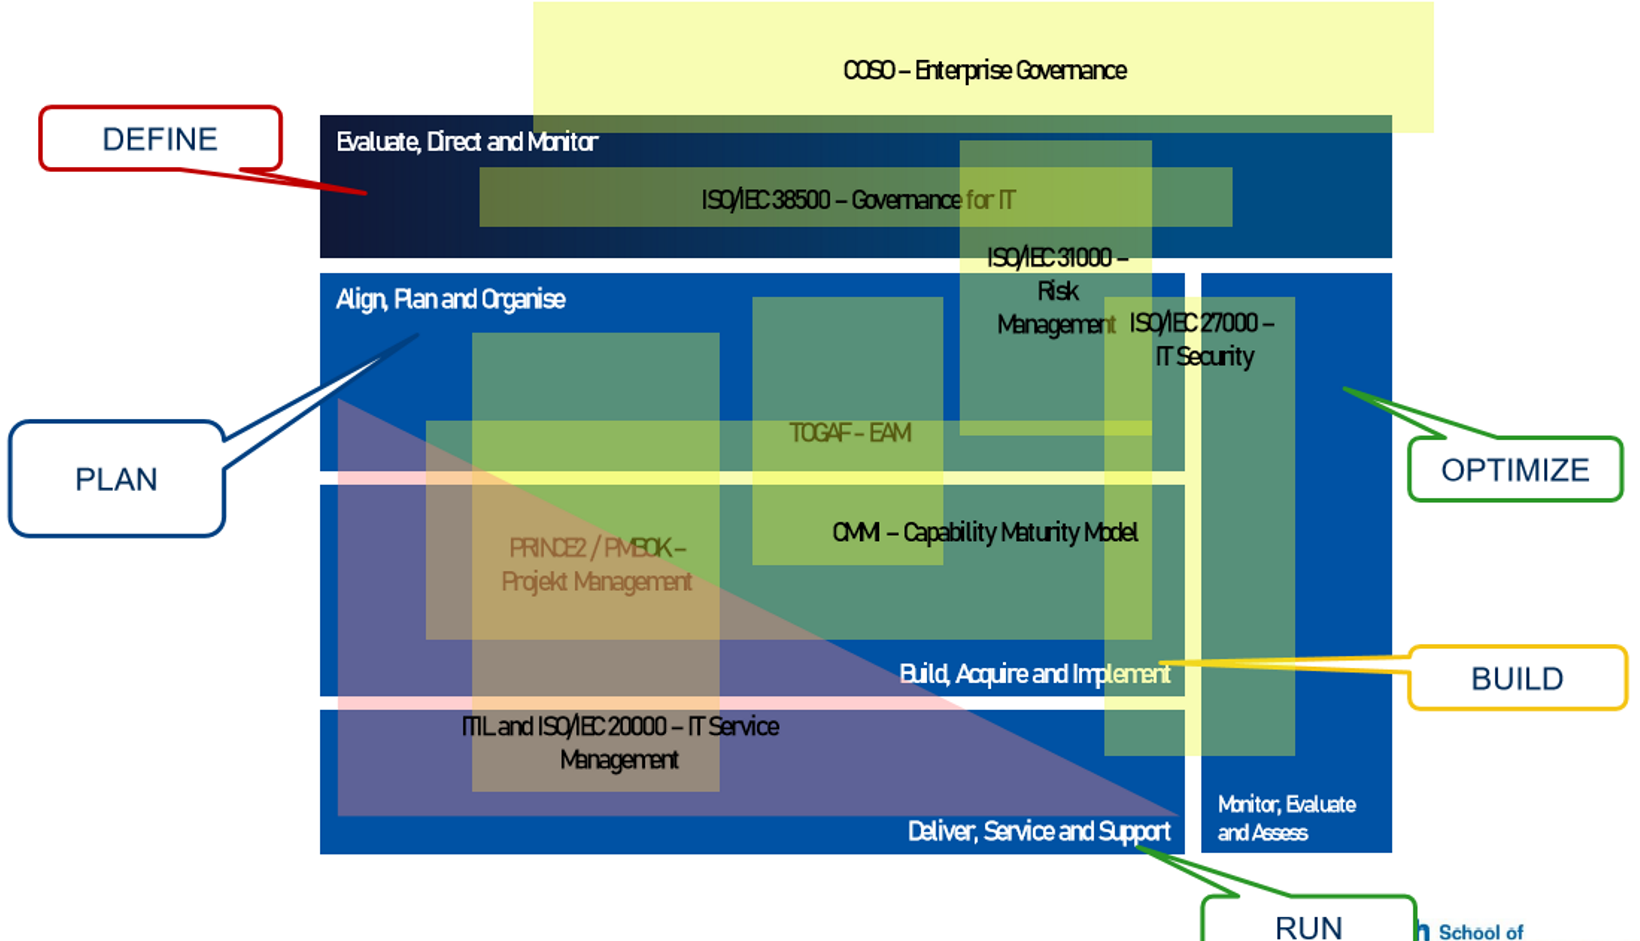 COSO – Enterprise Governance
DEFINE
Evaluate, Direct and Monitor
ISO/IEC 38500 – Governance for IT
ISO/IEC 31000 –
Risk
Management
Align, Plan and Organise
ISO/IEC 27000 –
IT Security
TOGAF – EAM
PLAN
OPTIMIZE
CMMI – Capability Maturity Model
PRINCE2 / PMBOK –
Projekt Management
Build, Acquire and Implement
BUILD
ITIL and ISO/IEC 20000 – IT Service
Management
Monitor, Evaluate
and Assess
Deliver, Service and Support
RUN
School of